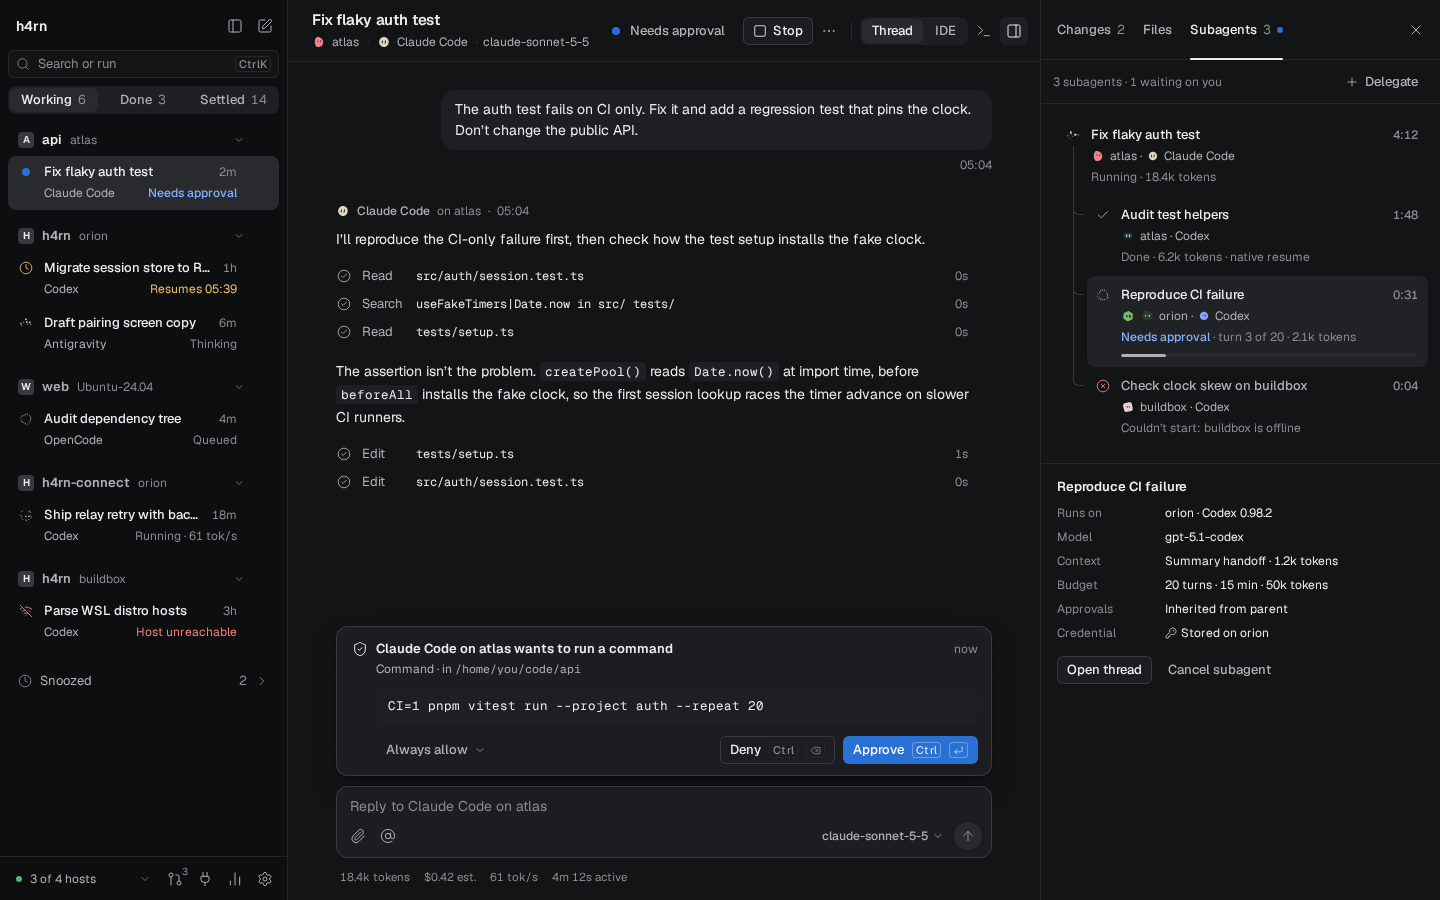 h4rn
Search or run CtrlK
Working 6 Done 3 Settled 14
A api atlas
Fix flaky auth test 2m
Claude Code Needs approval
H h4rn orion
Migrate session store to R... 1h
Codex Resumes 05:39
Draft pairing screen copy 6m
Antigravity Thinking
W web Ubuntu-24.04
Audit dependency tree 4m
OpenCode Queued
H h4rn-connect orion
Ship relay retry with bac... 18m
Codex Running · 61 tok/s
H h4rn buildbox
Parse WSL distro hosts 3h
Codex Host unreachable
Snoozed 2
3 of 4 hosts 3
Fix flaky auth test
atlas · Claude Code · claude-sonnet-5-5
Needs approval Stop ··· Thread IDE
The auth test fails on CI only. Fix it and add a regression test that pins the clock.
Don't change the public API.
05:04
Claude Code on atlas · 05:04
I'll reproduce the CI-only failure first, then check how the test setup installs the fake clock.
Read src/auth/session.test.ts 0s
Search useFakeTimers|Date.now in src/ tests/ 0s
Read tests/setup.ts 0s
The assertion isn't the problem. createPool() reads Date.now() at import time, before
beforeAll installs the fake clock, so the first session lookup races the timer advance on slower
CI runners.
Edit tests/setup.ts 1s
Edit src/auth/session.test.ts 0s
Claude Code on atlas wants to run a command now
Command · in /home/you/code/api
CI=1 pnpm vitest run --project auth --repeat 20
Always allow Deny Ctrl Approve Ctrl
Reply to Claude Code on atlas
claude-sonnet-5-5
18.4k tokens $0.42 est. 61 tok/s 4m 12s active
Changes 2 Files Subagents 3
3 subagents · 1 waiting on you Delegate
Fix flaky auth test 4:12
atlas · Claude Code
Running · 18.4k tokens
Audit test helpers 1:48
atlas · Codex
Done · 6.2k tokens · native resume
Reproduce CI failure 0:31
orion · Codex
Needs approval · turn 3 of 20 · 2.1k tokens
Check clock skew on buildbox 0:04
buildbox · Codex
Couldn't start: buildbox is offline
Reproduce CI failure
Runs on orion · Codex 0.98.2
Model gpt-5.1-codex
Context Summary handoff · 1.2k tokens
Budget 20 turns · 15 min · 50k tokens
Approvals Inherited from parent
Credential Stored on orion
Open thread Cancel subagent